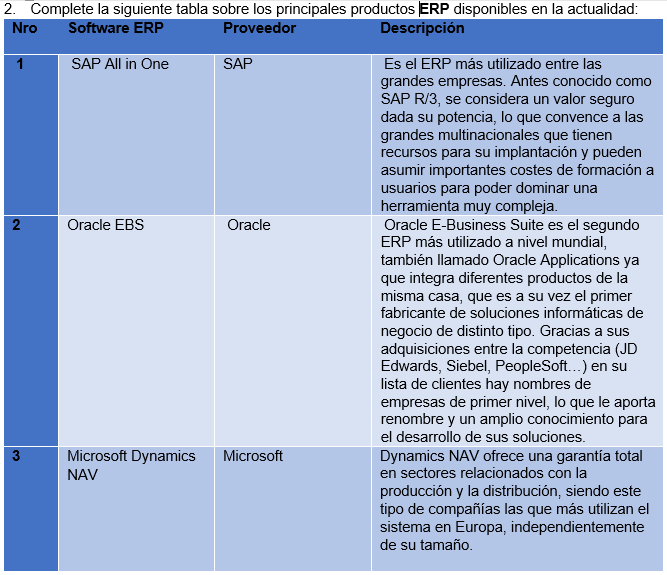 2. Complete la siguiente tabla sobre los principales productos ERP disponibles en la actualidad:
Nro Software ERP Proveedor Descripción
1 SAP All in One SAP Es el ERP más utilizado entre las
grandes empresas. Antes conocido como
SAP R/3, se considera un valor seguro
dada su potencia, lo que convence a las
grandes multinacionales que tienen
recursos para su implantación y pueden
asumir importantes costes de formación a
usuarios para poder dominar una
herramienta muy compleja.
2 Oracle EBS Oracle Oracle E-Business Suite es el segundo
ERP más utilizado a nivel mundial,
también llamado Oracle Applications ya
que integra diferentes productos de la
misma casa, que es a su vez el primer
fabricante de soluciones informáticas de
negocio de distinto tipo. Gracias a sus
adquisiciones entre la competencia (JD
Edwards, Siebel, PeopleSoft…) en su
lista de clientes hay nombres de
empresas de primer nivel, lo que le aporta
renombre y un amplio conocimiento para
el desarrollo de sus soluciones.
3 Microsoft Dynamics Microsoft Dynamics NAV ofrece una garantía total
NAV en sectores relacionados con la
producción y la distribución, siendo este
tipo de compañías las que más utilizan el
sistema en Europa, independientemente
de su tamaño.